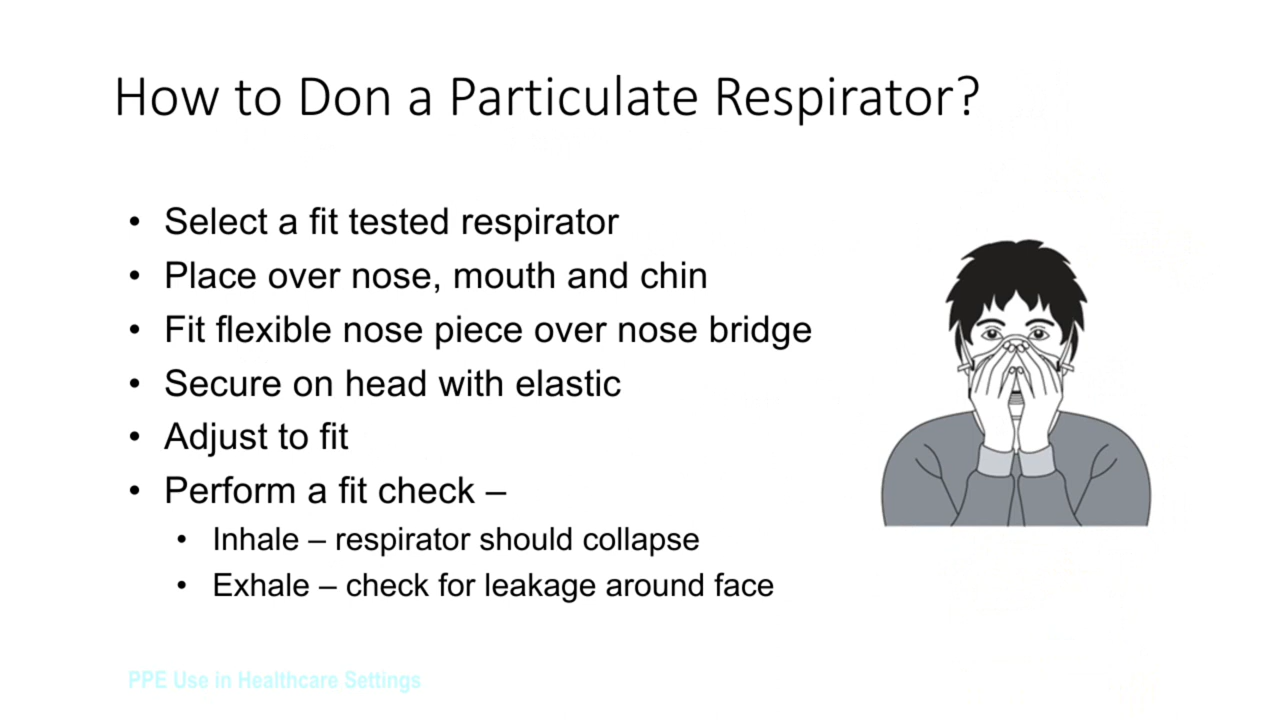 How to Don a Particulate Respirator?
• Select a fit tested respirator
• Place over nose, mouth and chin
• Fit flexible nose piece over nose bridge
• Secure on head with elastic
• Adjust to fit
• Perform a fit check –
• Inhale – respirator should collapse
• Exhale – check for leakage around face
PPE Use in Healthcare Settings